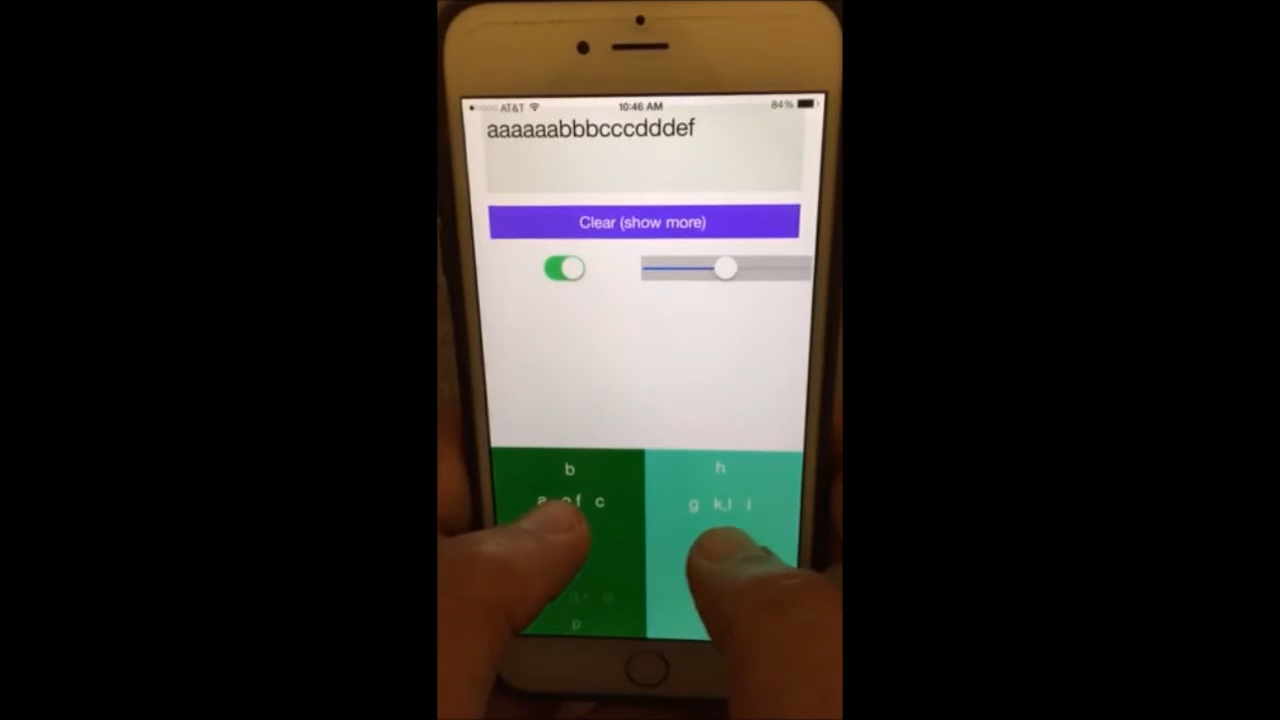 AT&T 10:46 AM 84%
aaaaaabbbcccdddef
Clear (show more)
b h
a e,f c g k,l i
p